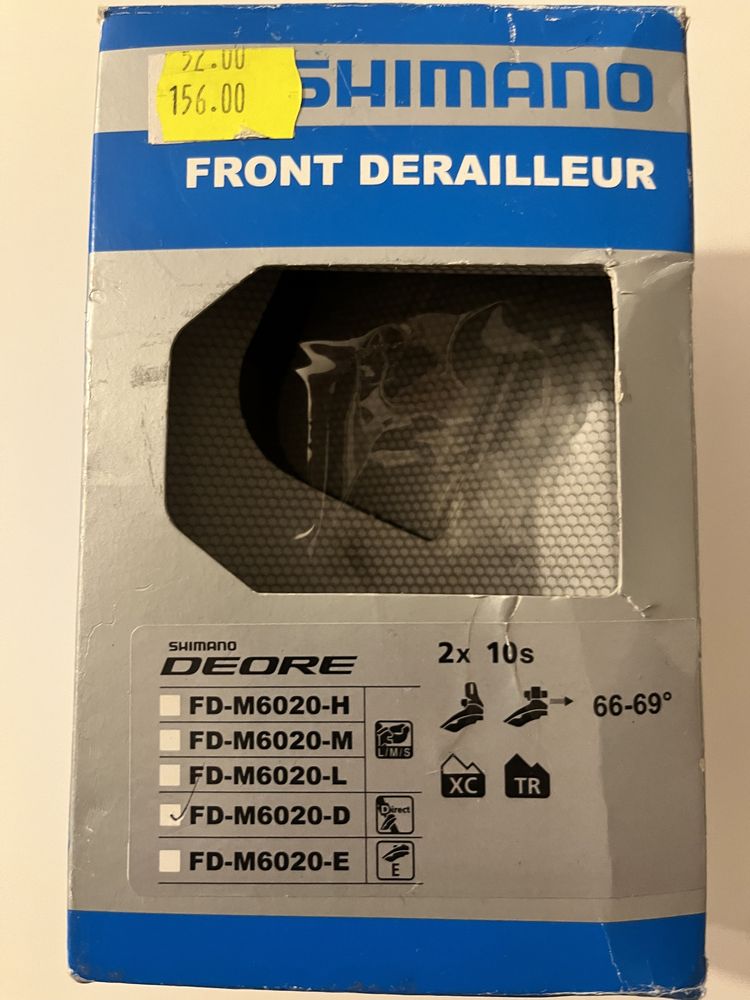 52.00
156.00
SHIMANO
FRONT DERAILLEUR
SHIMANO
DEORE
2x 10s
FD-M6020-H
FD-M6020-M
FD-M6020-L
L/M/S
FD-M6020-D
Direct
FD-M6020-E
E
66-69°
XC
TR